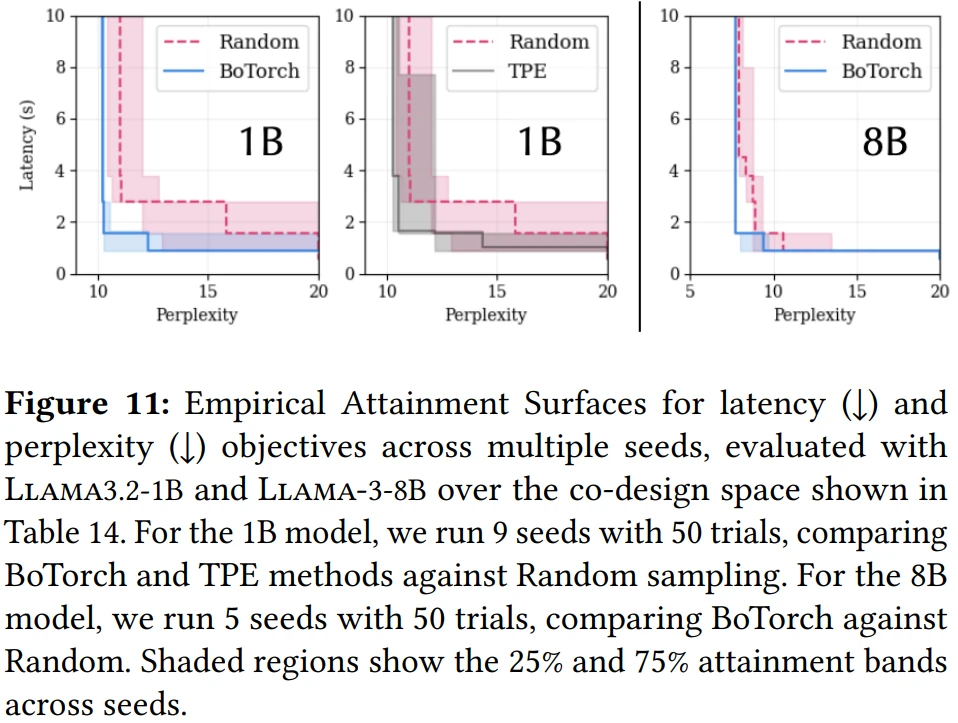 10
8
6
4
2
0
Latency (s)
Random
BoTorch
1B
10
15
20
Perplexity
10
8
6
4
2
0
Random
TPE
1B
10
15
20
Perplexity
10
8
6
4
2
0
Random
BoTorch
8B
5
10
15
20
Perplexity
Figure 11: Empirical Attainment Surfaces for latency (↓) and
perplexity (↓) objectives across multiple seeds, evaluated with
LLAMA3.2-1B and LLAMA-3-8B over the co-design space shown in
Table 14. For the 1B model, we run 9 seeds with 50 trials, comparing
BoTorch and TPE methods against Random sampling. For the 8B
model, we run 5 seeds with 50 trials, comparing BoTorch against
Random. Shaded regions show the 25% and 75% attainment bands
across seeds.